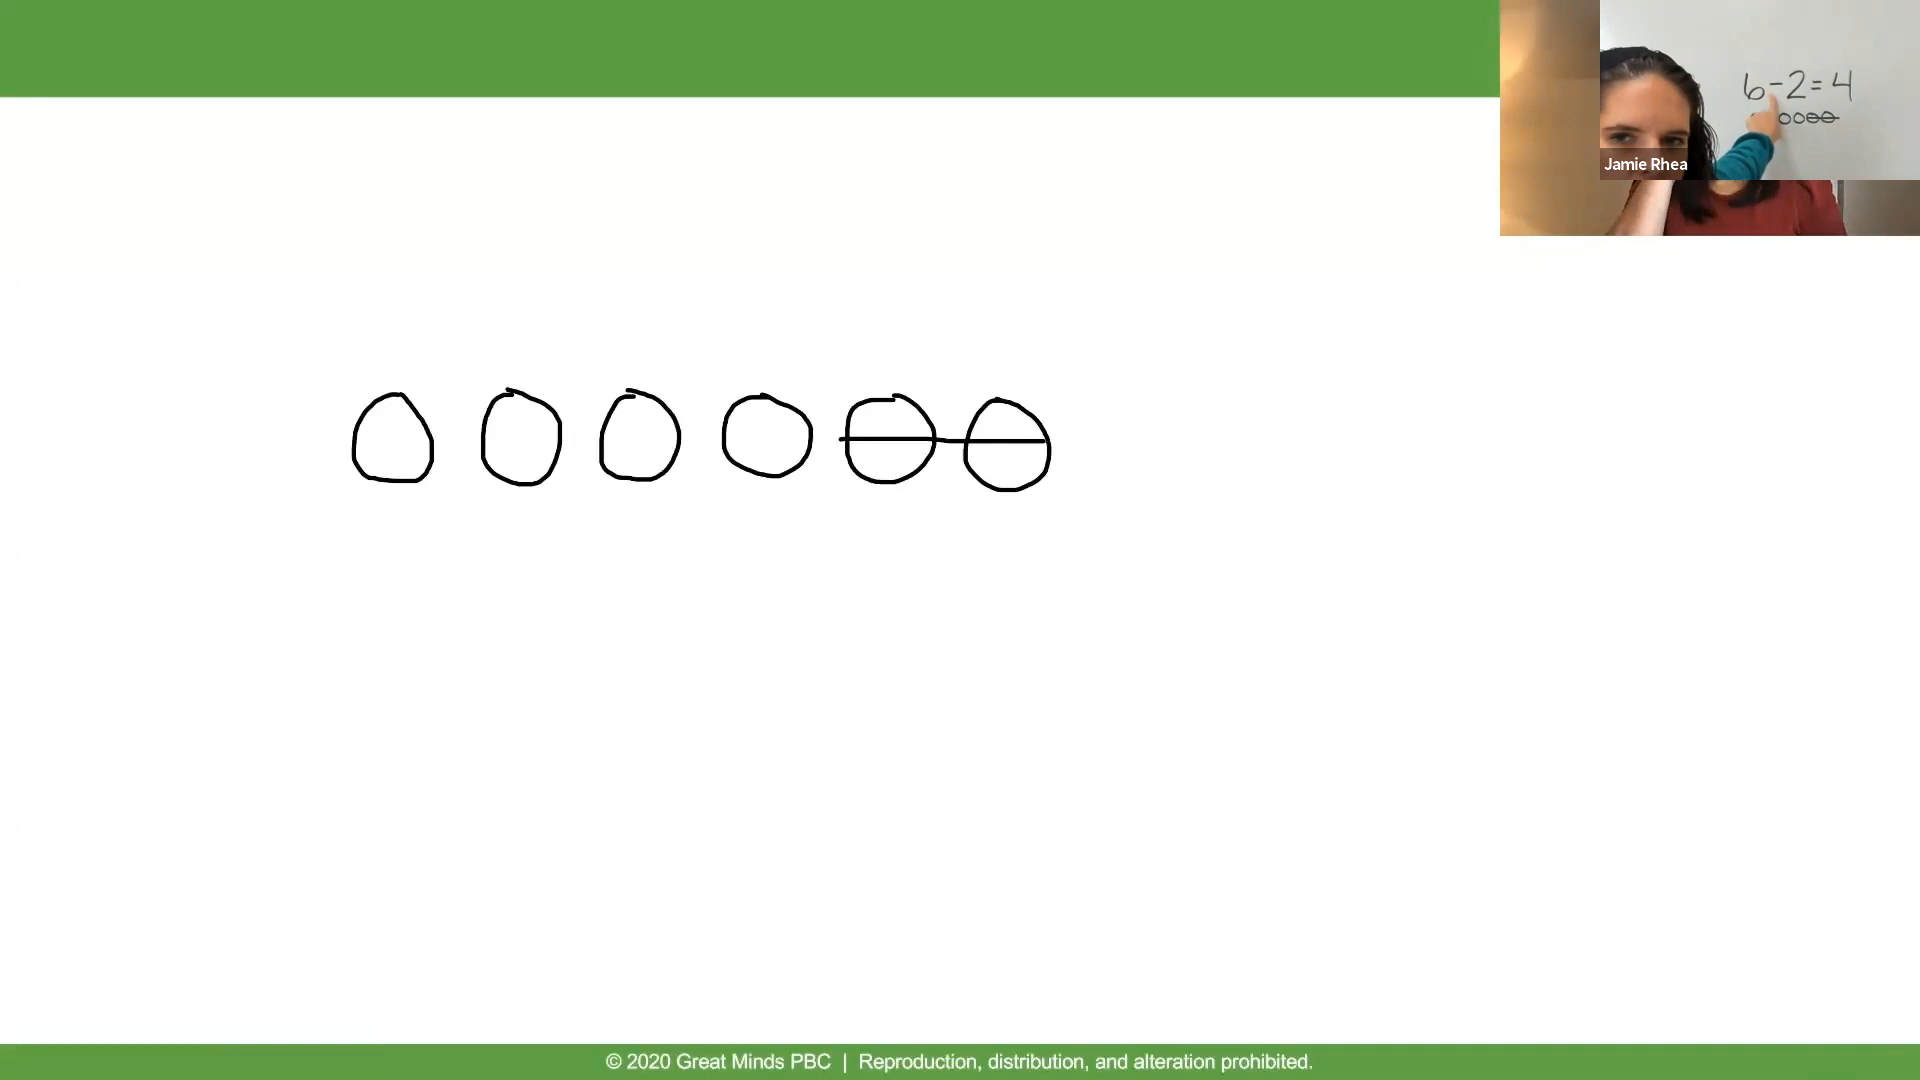 6-2=4
Jamie Rhea
© 2020 Great Minds PBC | Reproduction, distribution, and alteration prohibited.